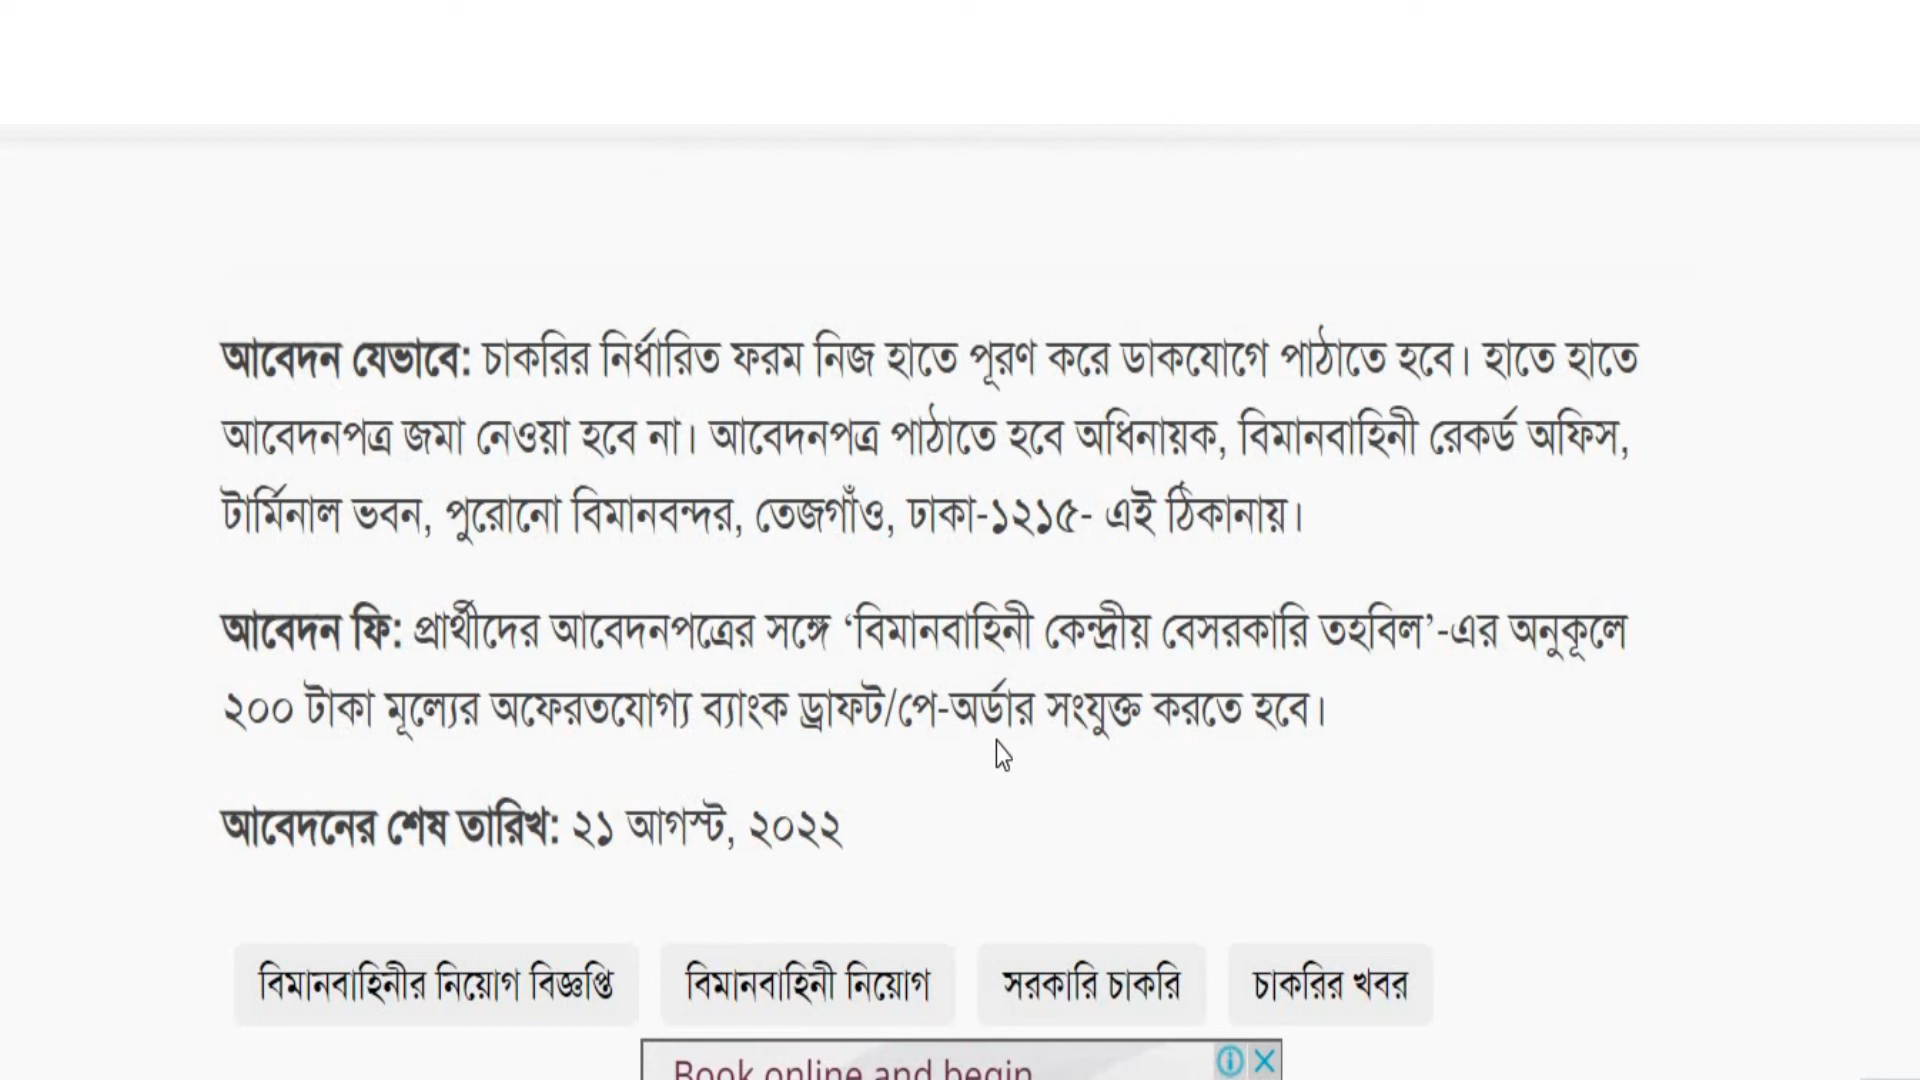 আবেদন যেভাবে: চাকরির নির্ধারিত ফরম নিজ হাতে পূরণ করে ডাকযোগে পাঠাতে হবে। হাতে হাতে
আবেদনপত্র জমা নেওয়া হবে না। আবেদনপত্র পাঠাতে হবে অধিনায়ক, বিমানবাহিনী রেকর্ড অফিস,
টার্মিনাল ভবন, পুরোনো বিমানবন্দর, তেজগাঁও, ঢাকা-১২১৫- এই ঠিকানায়।
আবেদন ফি: প্রার্থীদের আবেদনপত্রের সঙ্গে ‘বিমানবাহিনী কেন্দ্রীয় বেসরকারি তহবিল’-এর অনুকূলে
২০০ টাকা মূল্যের অফেরতযোগ্য ব্যাংক ড্রাফট/পে-অর্ডার সংযুক্ত করতে হবে।
আবেদনের শেষ তারিখ: ২১ আগস্ট, ২০২২
বিমানবাহিনীর নিয়োগ বিজ্ঞপ্তি বিমানবাহিনী নিয়োগ সরকারি চাকরি চাকরির খবর
Book online and begin